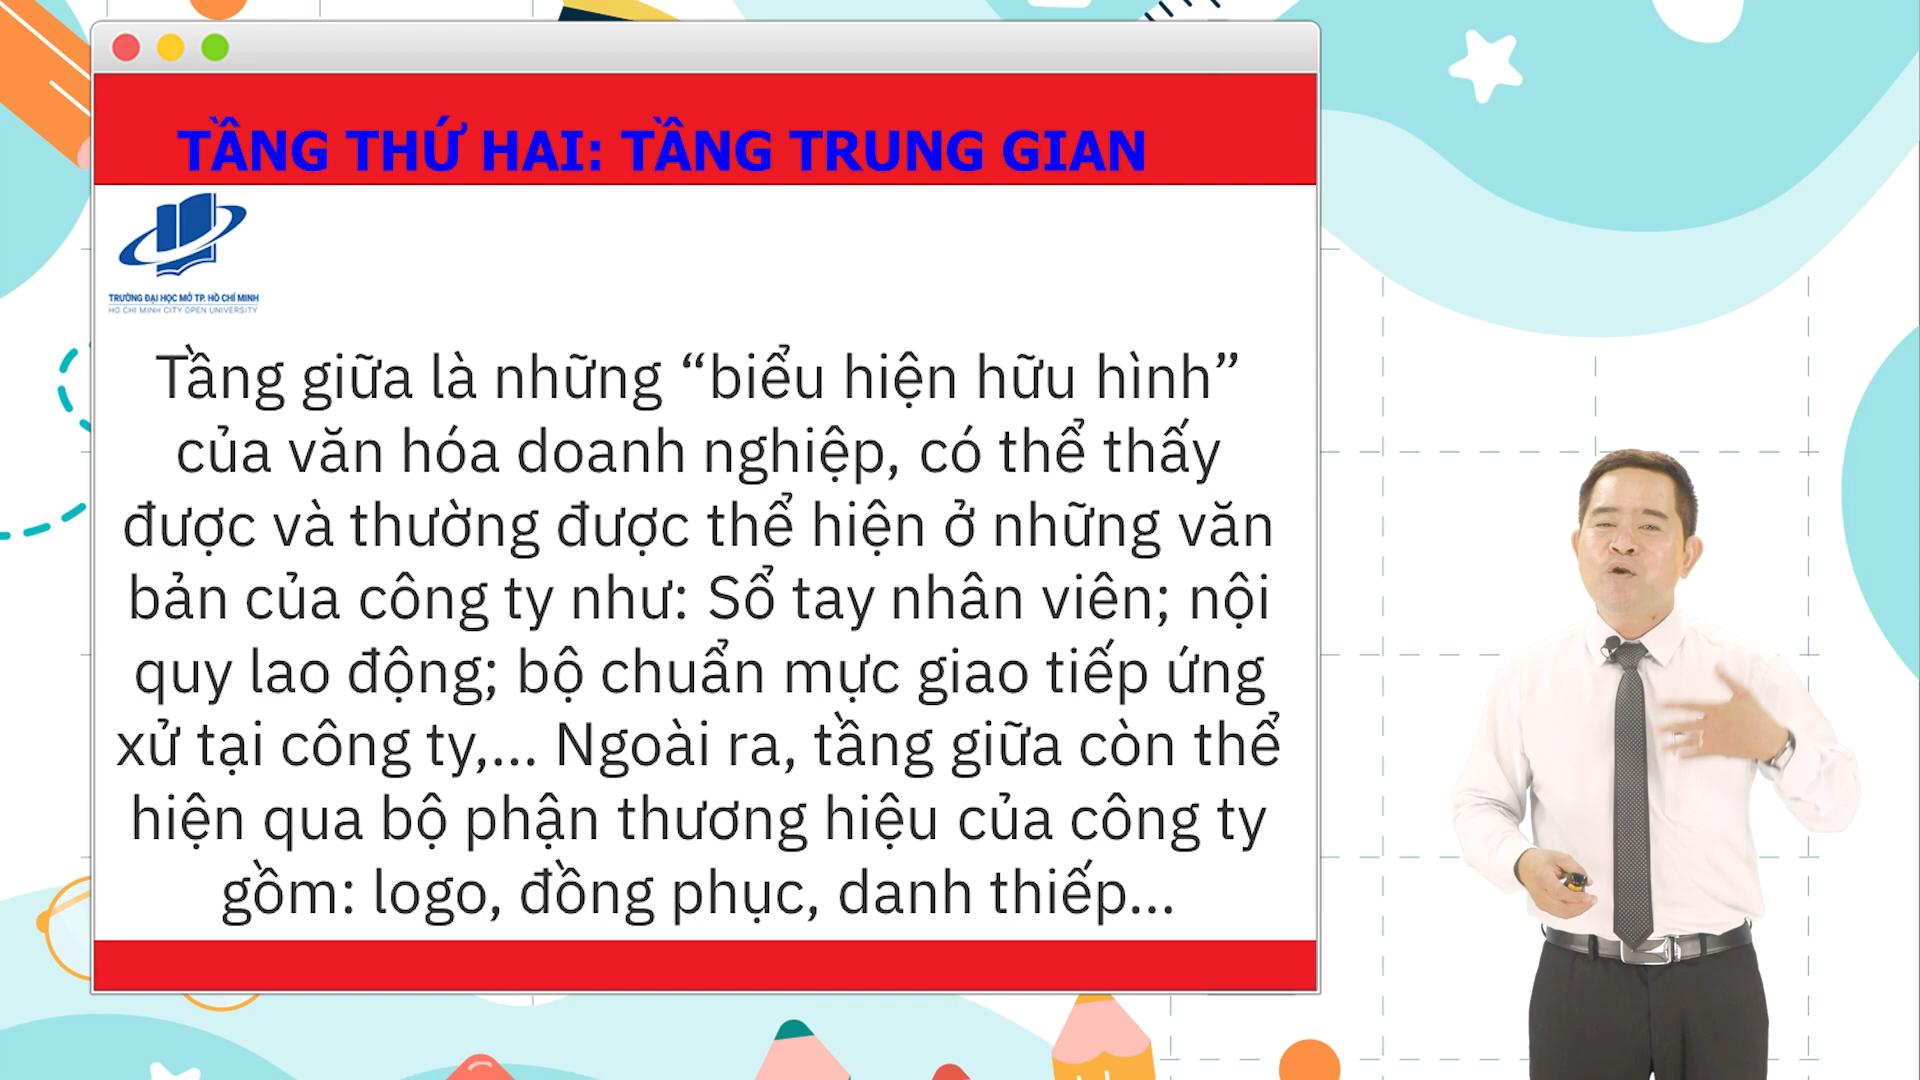 TẦNG THỨ HAI: TẦNG TRUNG GIAN
TRƯỜNG ĐẠI HỌC MỞ TP. HỒ CHÍ MINH
HO CHI MINH CITY OPEN UNIVERSITY
Tầng giữa là những “biểu hiện hữu hình”
của văn hóa doanh nghiệp, có thể thấy
được và thường được thể hiện ở những văn
bản của công ty như: Sổ tay nhân viên; nội
quy lao động; bộ chuẩn mực giao tiếp ứng
xử tại công ty,... Ngoài ra, tầng giữa còn thể
hiện qua bộ phận thương hiệu của công ty
gồm: logo, đồng phục, danh thiếp...